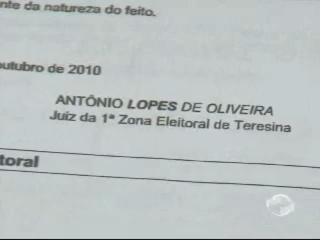 nte da natureza do feito.
outubro de 2010
ANTÔNIO LOPES DE OLIVEIRA
Juiz da 1ª Zona Eleitoral de Teresina
toral